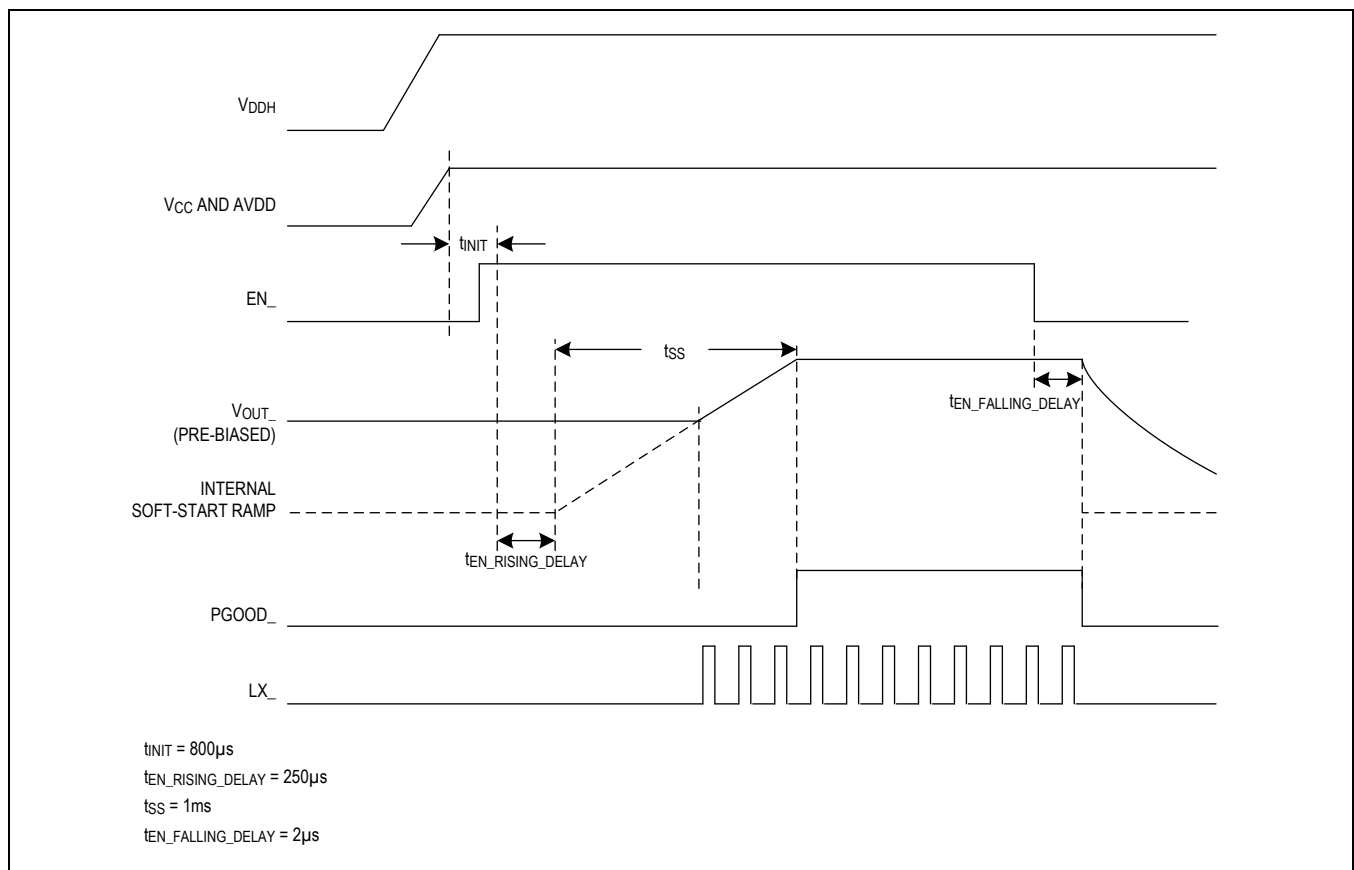 VDDH
VCC AND AVDD
tINIT
EN_
tSS
tEN_FALLING_DELAY
VOUT_
(PRE-BIASED)
INTERNAL
SOFT-START RAMP
tEN_RISING_DELAY
PGOOD_
LX_
tINIT = 800µs
tEN_RISING_DELAY = 250µs
tSS = 1ms
tEN_FALLING_DELAY = 2µs